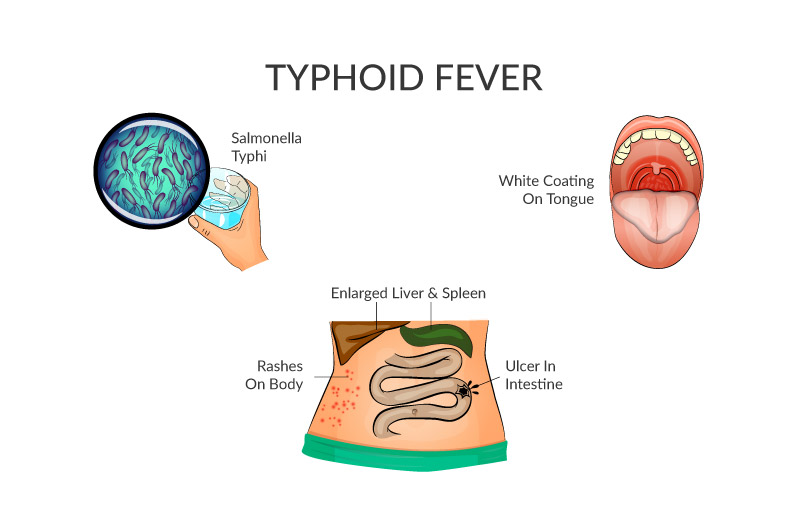 TYPHOID FEVER
Salmonella
Typhi
White Coating
On Tongue
Enlarged Liver & Spleen
Rashes
On Body
Ulcer In
Intestine